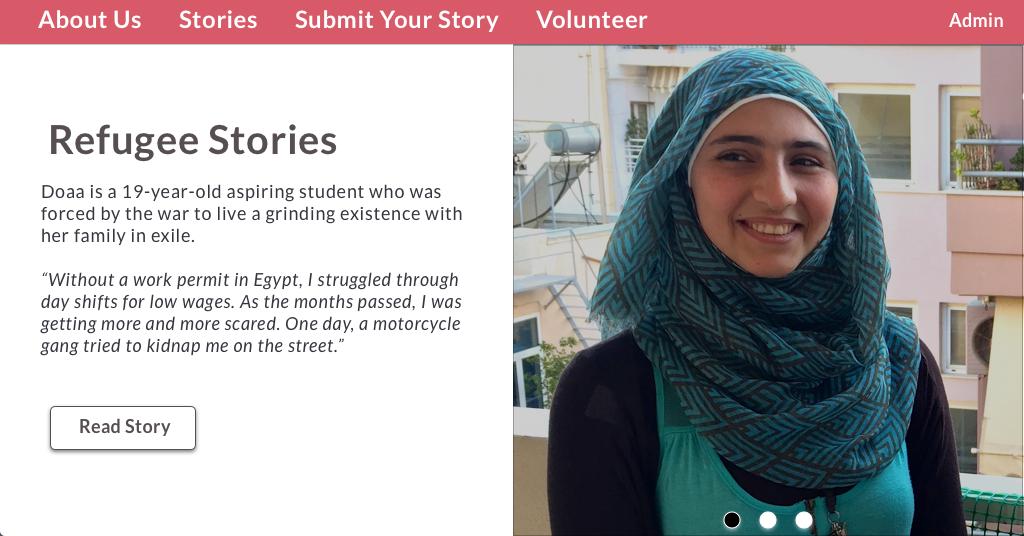 About Us Stories Submit Your Story Volunteer Admin
Refugee Stories
Doaa is a 19-year-old aspiring student who was
forced by the war to live a grinding existence with
her family in exile.
“Without a work permit in Egypt, I struggled through
day shifts for low wages. As the months passed, I was
getting more and more scared. One day, a motorcycle
gang tried to kidnap me on the street.”
Read Story